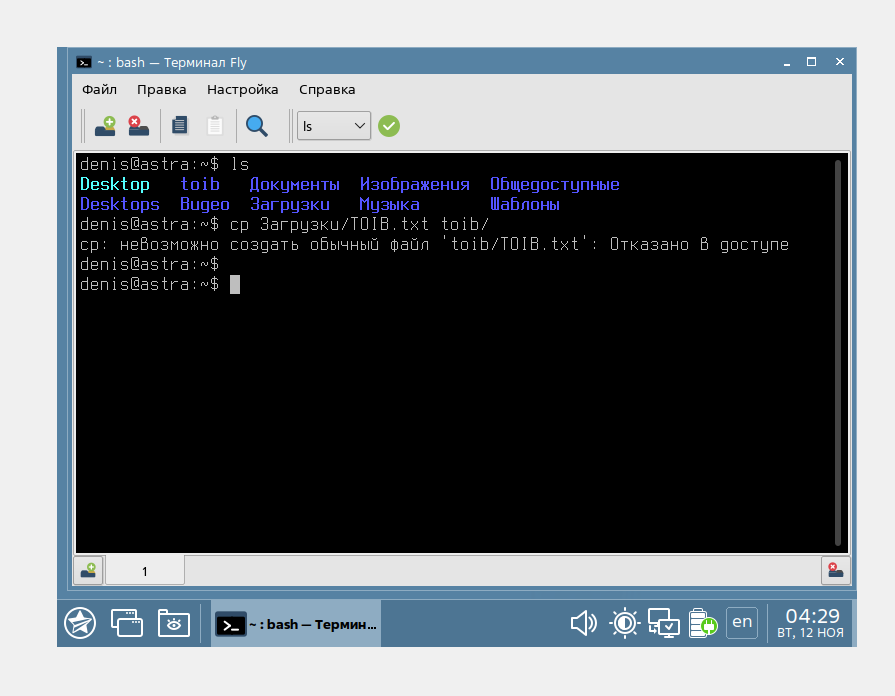 ~ : bash — Терминал Fly
Файл Правка Настройка Справка
ls
denis@astra:~$ ls
Desktop toib Документы Изображения Общедоступные
Desktops Видео Загрузки Музыка Шаблоны
denis@astra:~$ cp Загрузки/TOIB.txt toib/
cp: невозможно создать обычный файл 'toib/TOIB.txt': Отказано в доступе
denis@astra:~$
denis@astra:~$
1
~ : bash — Термин...
en
04:29
ВТ, 12 НОЯ